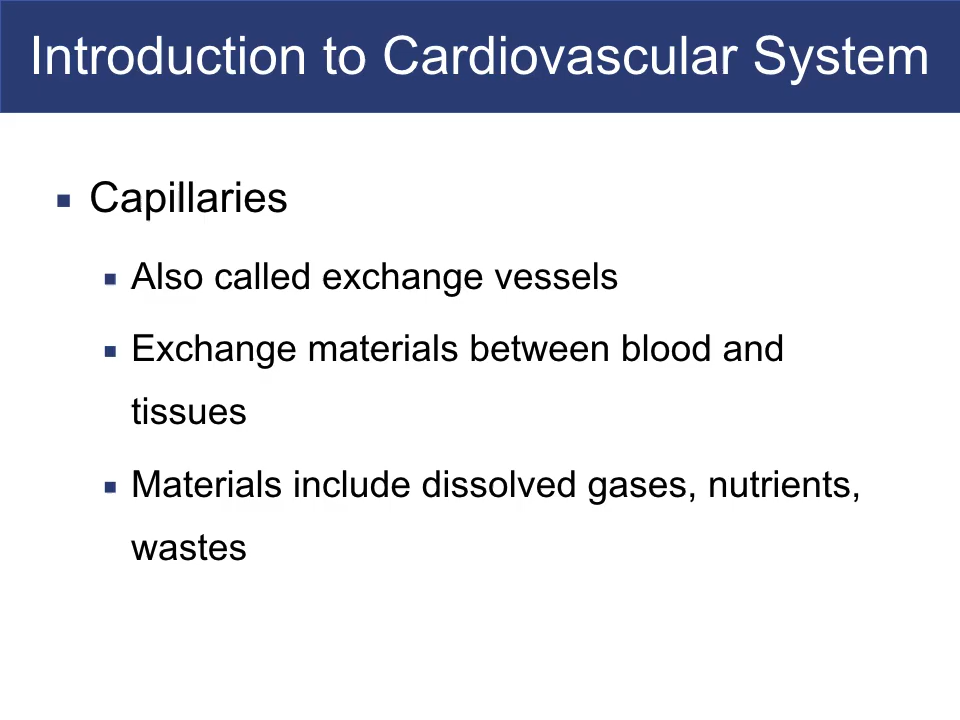 Introduction to Cardiovascular System
Capillaries
Also called exchange vessels
Exchange materials between blood and
tissues
Materials include dissolved gases, nutrients,
wastes